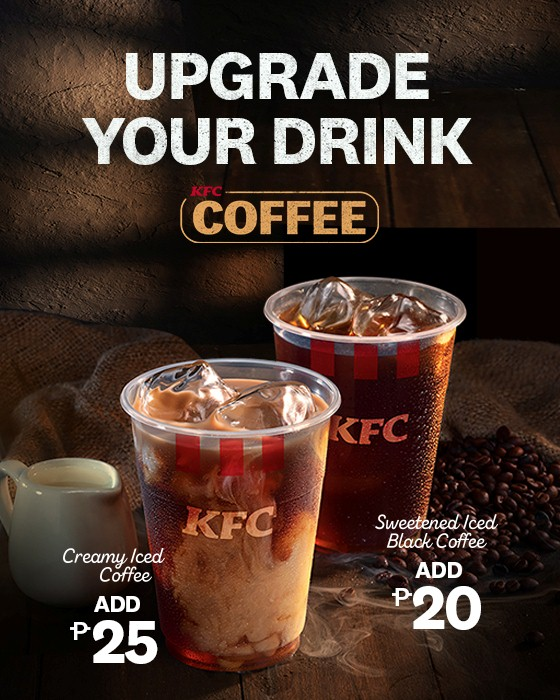 UPGRADE
YOUR DRINK
KFC
COFFEE
KFC
KFC
Sweetened Iced
Black Coffee
ADD
₱20
Creamy Iced
Coffee
ADD
₱25